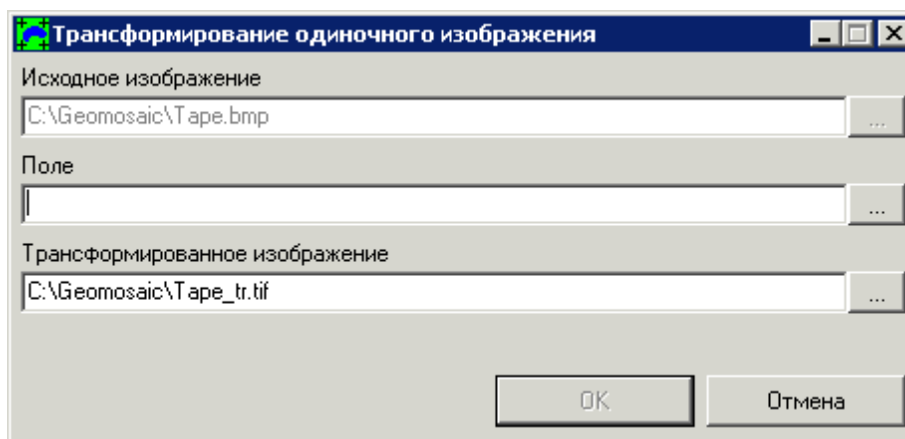 Трансформирование одиночного изображения
Исходное изображение
C:\Geomosaic\Tape.bmp
...
Поле
...
Трансформированное изображение
C:\Geomosaic\Tape_tr.tif
...
OK
Отмена